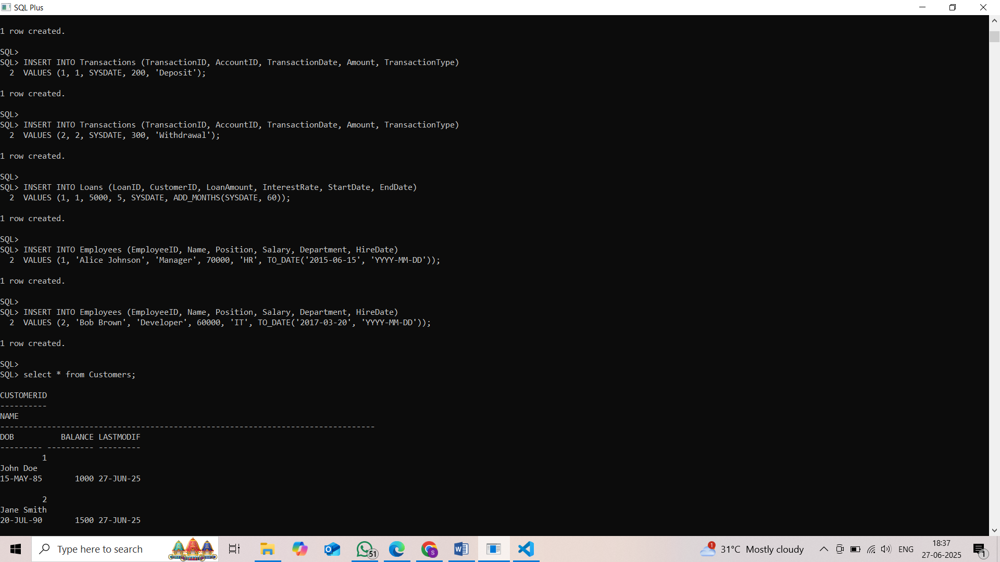 SQL Plus
1 row created.
SQL>
SQL> INSERT INTO Transactions (TransactionID, AccountID, TransactionDate, Amount, TransactionType)
  2  VALUES (1, 1, SYSDATE, 200, 'Deposit');
1 row created.
SQL>
SQL> INSERT INTO Transactions (TransactionID, AccountID, TransactionDate, Amount, TransactionType)
  2  VALUES (2, 2, SYSDATE, 300, 'Withdrawal');
1 row created.
SQL>
SQL> INSERT INTO Loans (LoanID, CustomerID, LoanAmount, InterestRate, StartDate, EndDate)
  2  VALUES (1, 1, 5000, 5, SYSDATE, ADD_MONTHS(SYSDATE, 60));
1 row created.
SQL>
SQL> INSERT INTO Employees (EmployeeID, Name, Position, Salary, Department, HireDate)
  2  VALUES (1, 'Alice Johnson', 'Manager', 70000, 'HR', TO_DATE('2015-06-15', 'YYYY-MM-DD'));
1 row created.
SQL>
SQL> INSERT INTO Employees (EmployeeID, Name, Position, Salary, Department, HireDate)
  2  VALUES (2, 'Bob Brown', 'Developer', 60000, 'IT', TO_DATE('2017-03-20', 'YYYY-MM-DD'));
1 row created.
SQL>
SQL> select * from Customers;
CUSTOMERID
----------
NAME
--------------------------------------------------------------------------------
DOB          BALANCE LASTMODIF
--------- ---------- ---------
         1
John Doe
15-MAY-85       1000 27-JUN-25
         2
Jane Smith
20-JUL-90       1500 27-JUN-25
Type here to search
51
S
1
31°C Mostly cloudy
ENG
18:37
27-06-2025
1